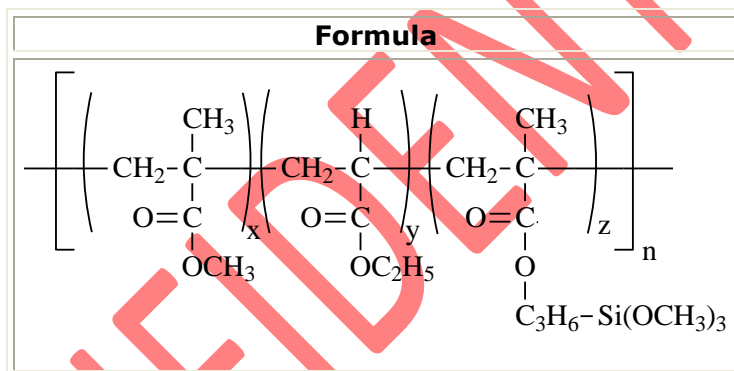 Formula
CH₃ H CH₃
CH₂-C CH₂-C CH₂-C
O=C O=C O=C
x y z
n
OCH₃ OC₂H₅ O
C₃H₆-Si(OCH₃)₃